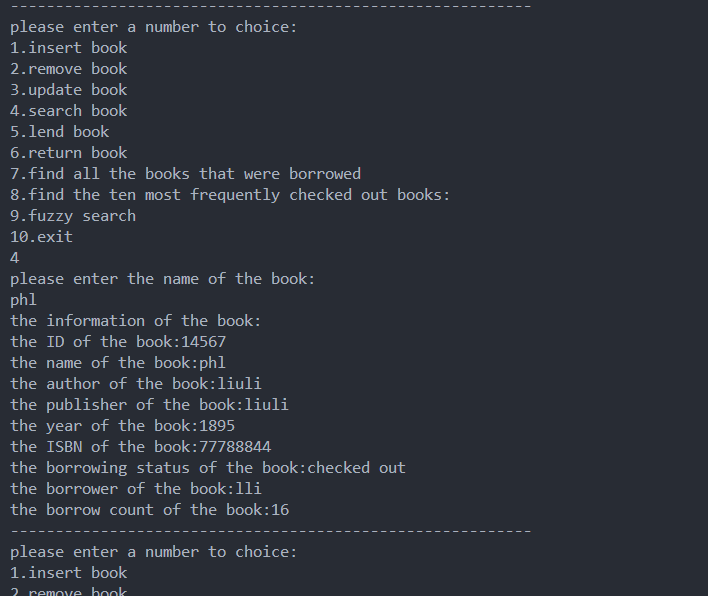 ----------------------------------------------------------
please enter a number to choice:
1.insert book
2.remove book
3.update book
4.search book
5.lend book
6.return book
7.find all the books that were borrowed
8.find the ten most frequently checked out books:
9.fuzzy search
10.exit
4
please enter the name of the book:
phl
the information of the book:
the ID of the book:14567
the name of the book:phl
the author of the book:liuli
the publisher of the book:liuli
the year of the book:1895
the ISBN of the book:77788844
the borrowing status of the book:checked out
the borrower of the book:lli
the borrow count of the book:16
----------------------------------------------------------
please enter a number to choice:
1.insert book
2.remove book